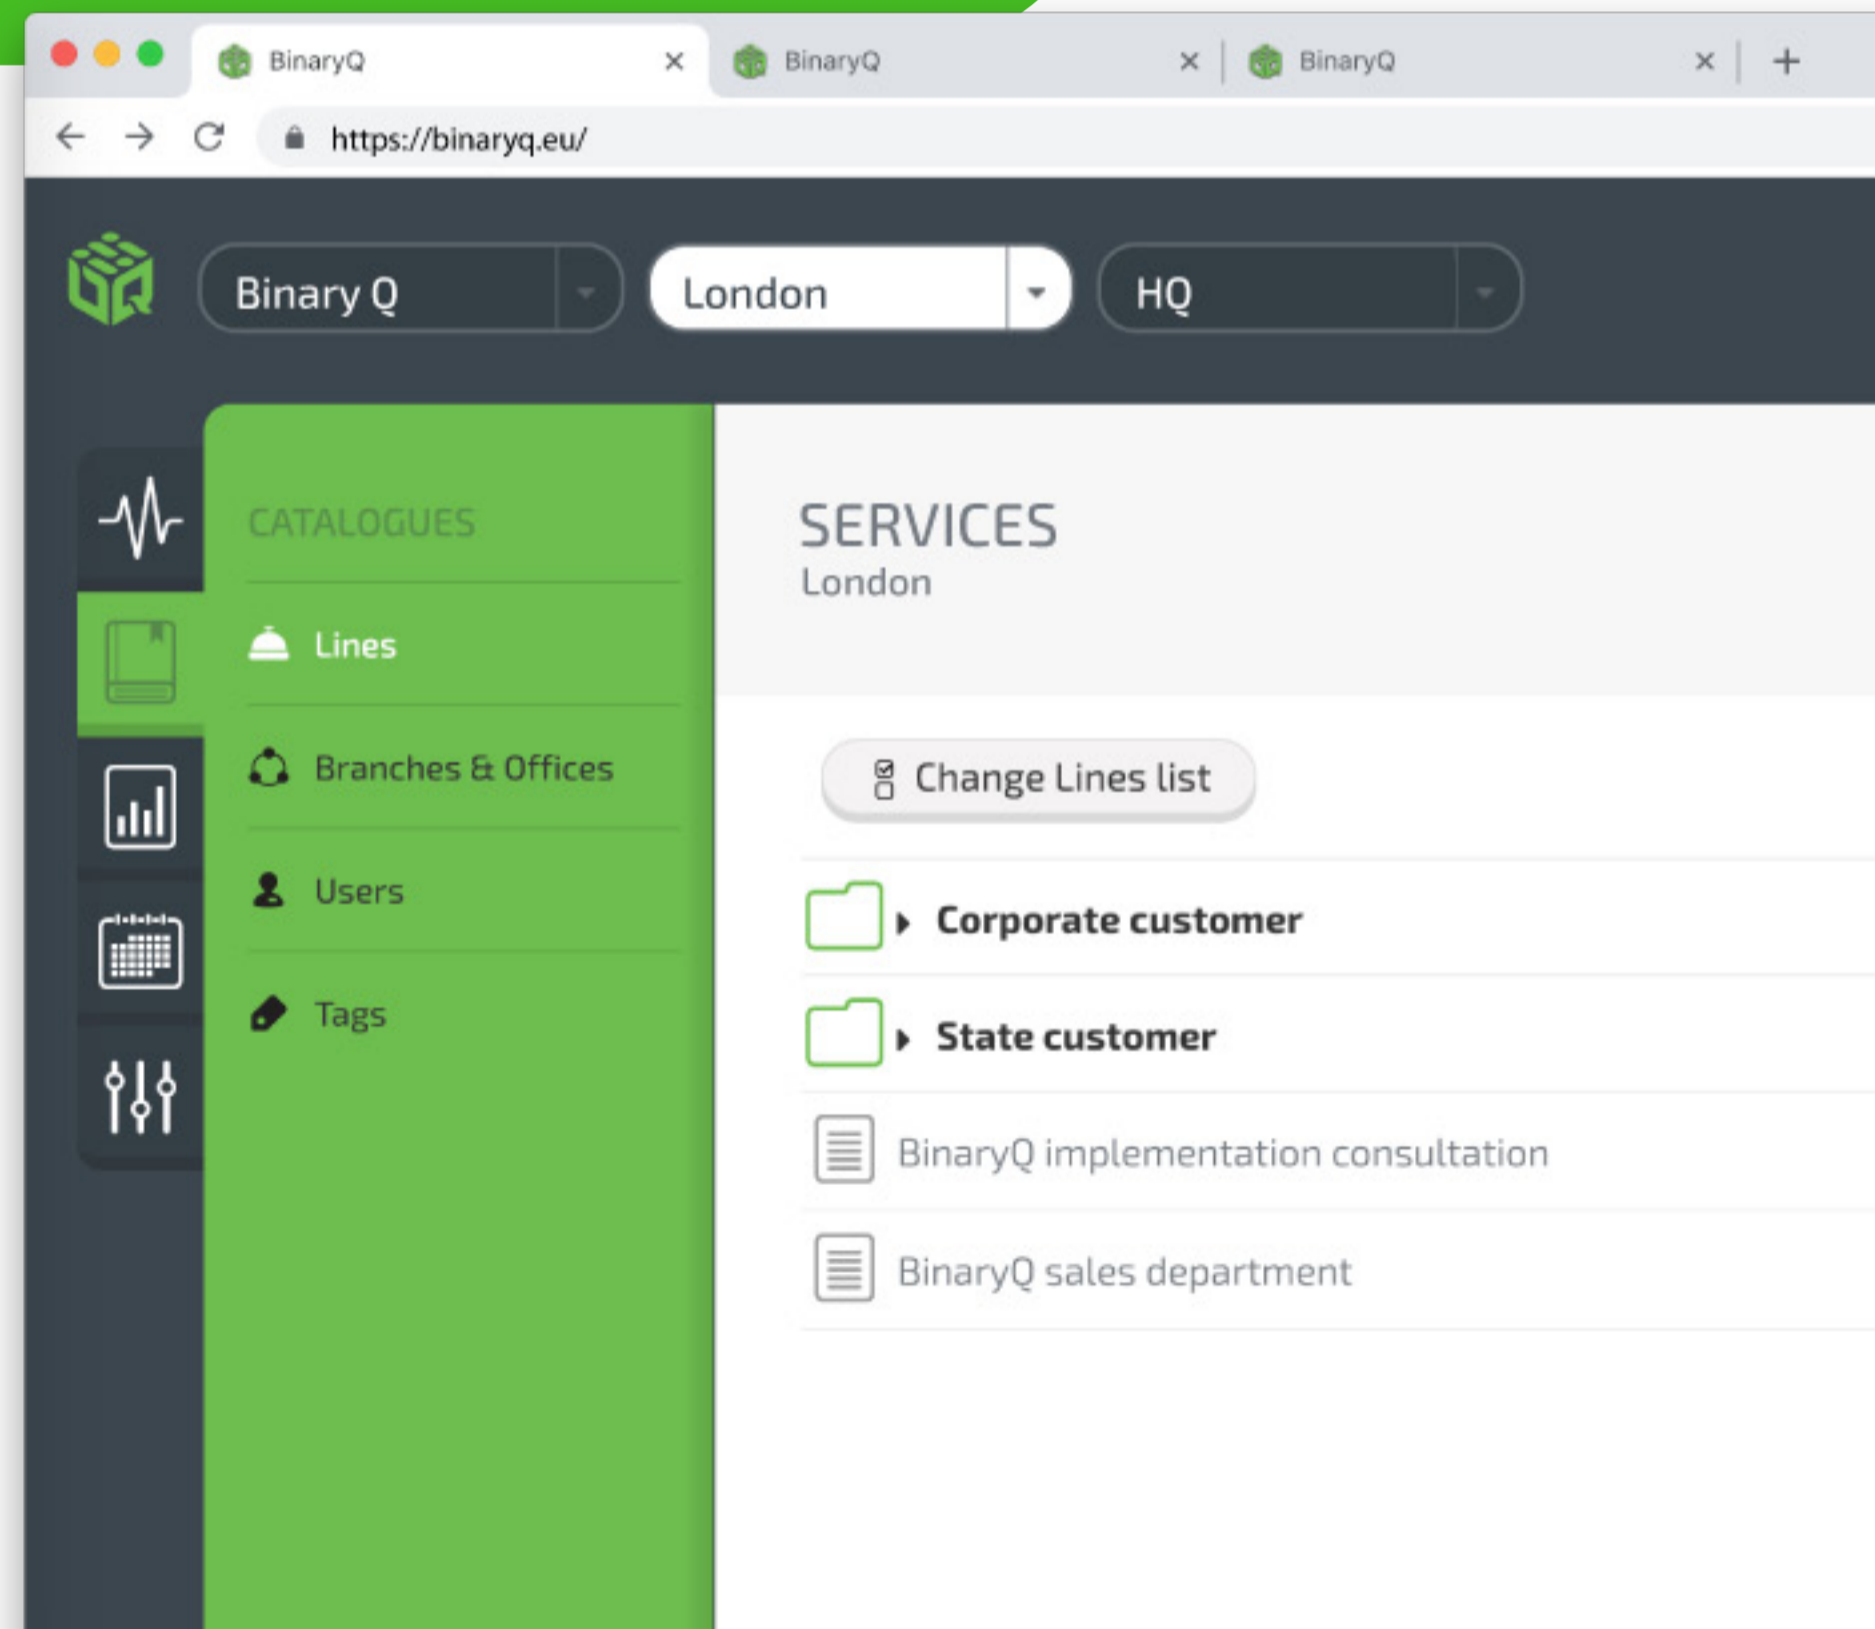 BinaryQ
BinaryQ
BinaryQ
https://binaryq.eu/
Binary Q
London
HQ
CATALOGUES
Lines
Branches & Offices
Users
Tags
SERVICES
London
Change Lines list
Corporate customer
State customer
BinaryQ implementation consultation
BinaryQ sales department